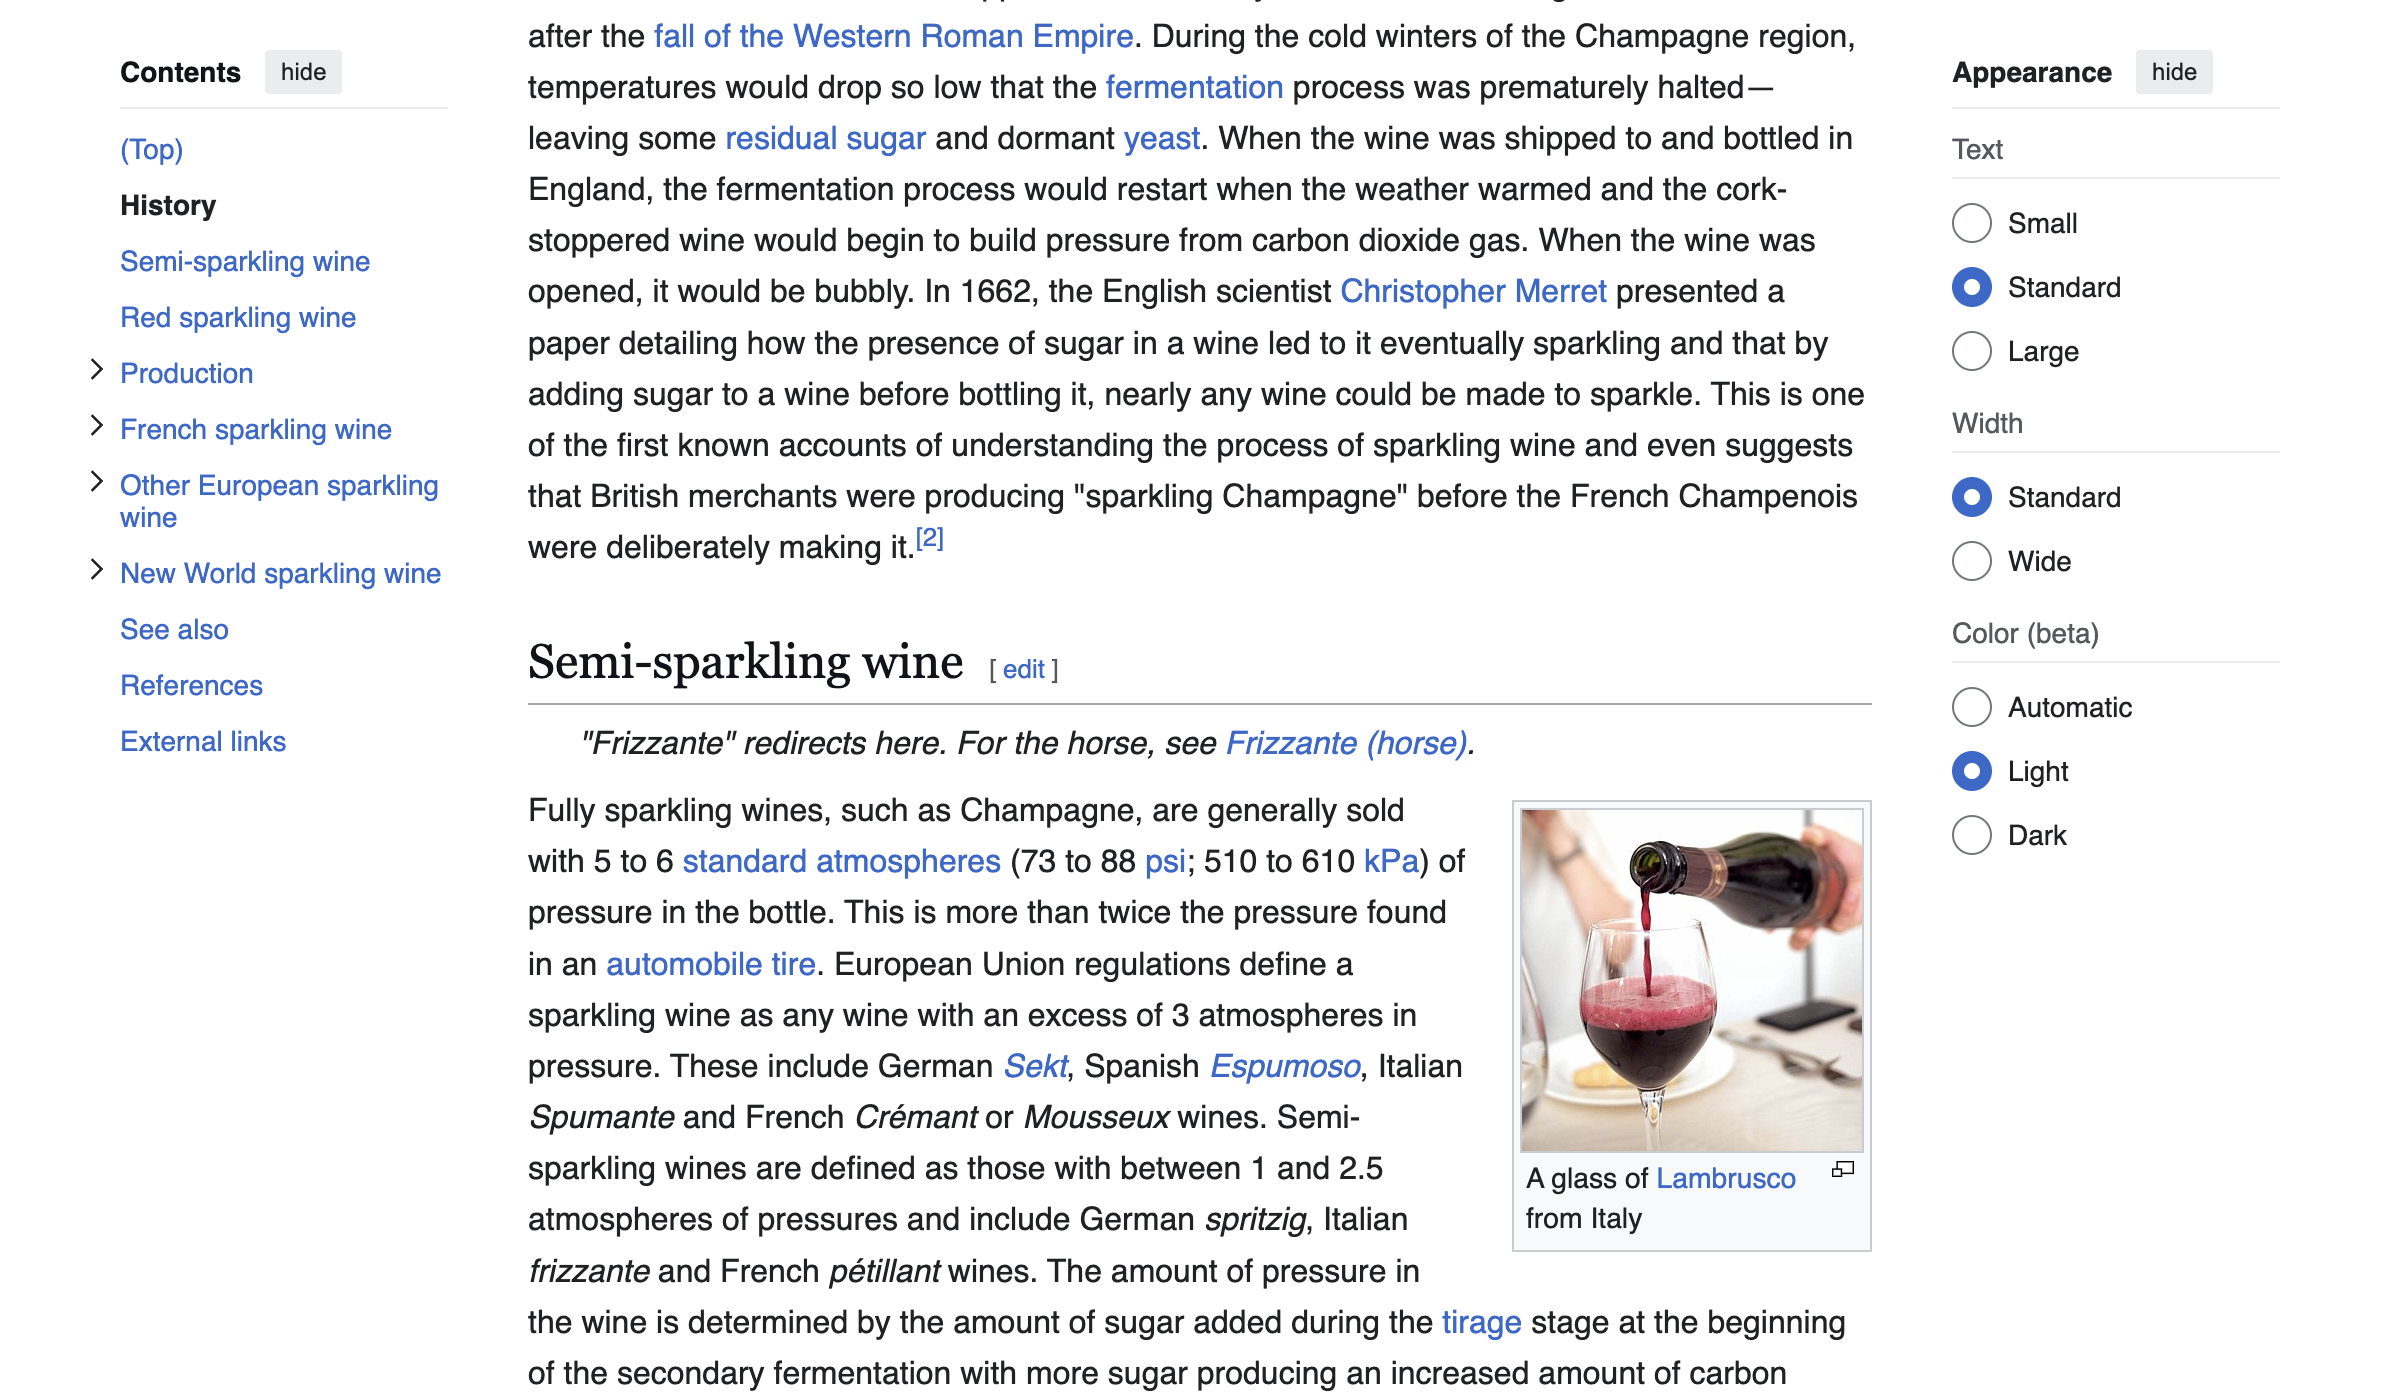 Contents hide
(Top)
History
Semi-sparkling wine
Red sparkling wine
Production
French sparkling wine
Other European sparkling
wine
New World sparkling wine
See also
References
External links
after the fall of the Western Roman Empire. During the cold winters of the Champagne region,
temperatures would drop so low that the fermentation process was prematurely halted—
leaving some residual sugar and dormant yeast. When the wine was shipped to and bottled in
England, the fermentation process would restart when the weather warmed and the cork-
stoppered wine would begin to build pressure from carbon dioxide gas. When the wine was
opened, it would be bubbly. In 1662, the English scientist Christopher Merret presented a
paper detailing how the presence of sugar in a wine led to it eventually sparkling and that by
adding sugar to a wine before bottling it, nearly any wine could be made to sparkle. This is one
of the first known accounts of understanding the process of sparkling wine and even suggests
that British merchants were producing "sparkling Champagne" before the French Champenois
were deliberately making it.[2]
Semi-sparkling wine [ edit ]
"Frizzante" redirects here. For the horse, see Frizzante (horse).
Fully sparkling wines, such as Champagne, are generally sold
with 5 to 6 standard atmospheres (73 to 88 psi; 510 to 610 kPa) of
pressure in the bottle. This is more than twice the pressure found
in an automobile tire. European Union regulations define a
sparkling wine as any wine with an excess of 3 atmospheres in
pressure. These include German Sekt, Spanish Espumoso, Italian
Spumante and French Crémant or Mousseux wines. Semi-
sparkling wines are defined as those with between 1 and 2.5
atmospheres of pressures and include German spritzig, Italian
frizzante and French pétillant wines. The amount of pressure in
the wine is determined by the amount of sugar added during the tirage stage at the beginning
of the secondary fermentation with more sugar producing an increased amount of carbon
A glass of Lambrusco
from Italy
Appearance hide
Text
Small
Standard
Large
Width
Standard
Wide
Color (beta)
Automatic
Light
Dark